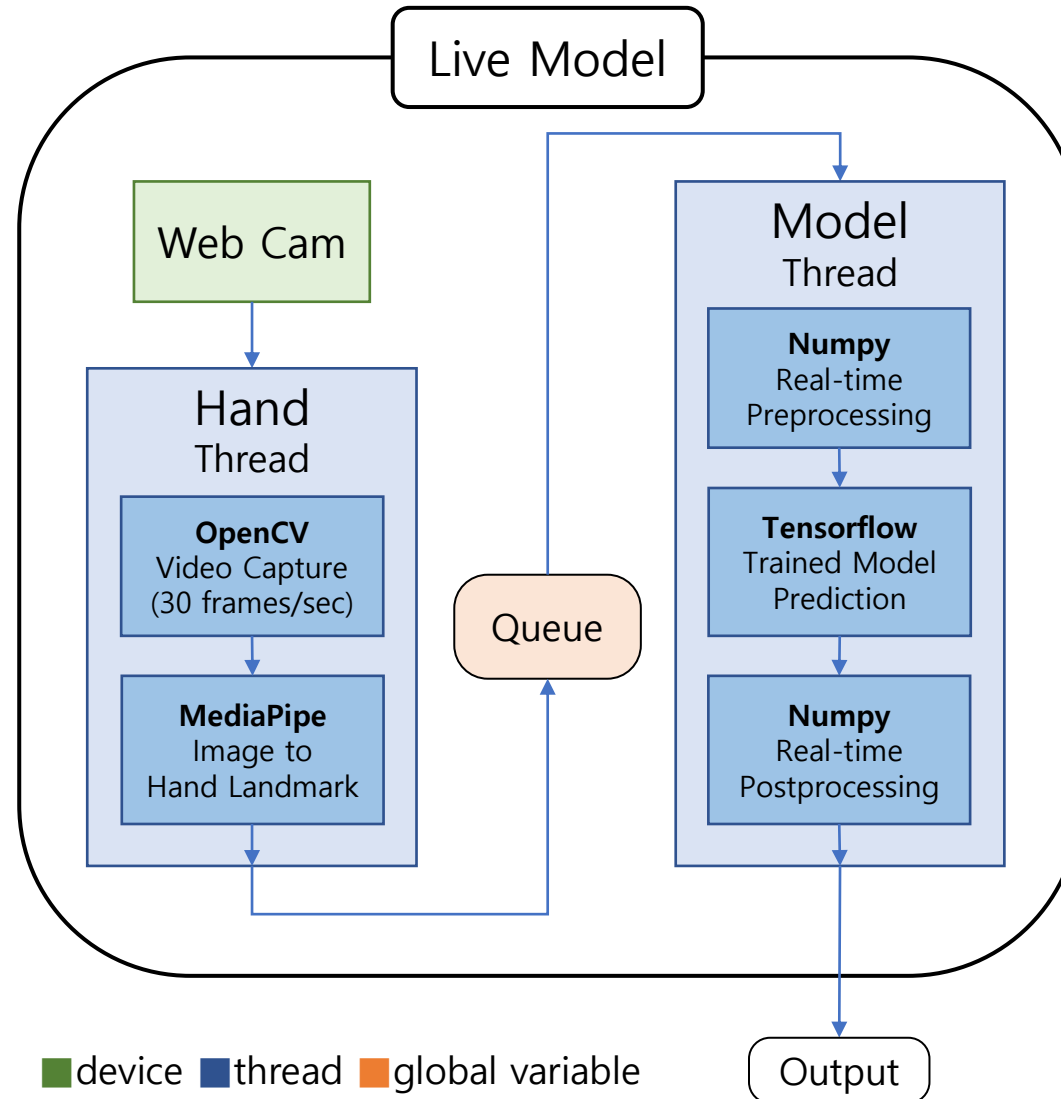 Live Model
Web Cam
Hand
Thread
OpenCV
Video Capture
(30 frames/sec)
MediaPipe
Image to
Hand Landmark
Queue
Model
Thread
Numpy
Real-time
Preprocessing
Tensorflow
Trained Model
Prediction
Numpy
Real-time
Postprocessing
Output
device thread global variable